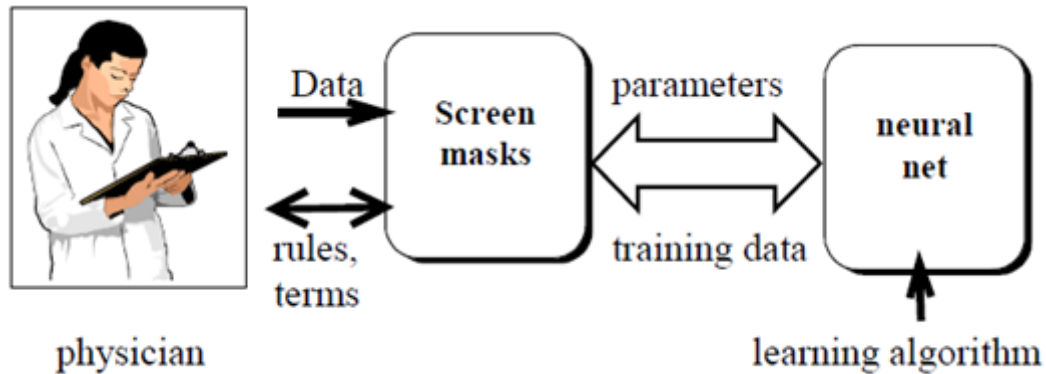 Data
rules,
terms
physician
Screen
masks
parameters
training data
neural
net
learning algorithm